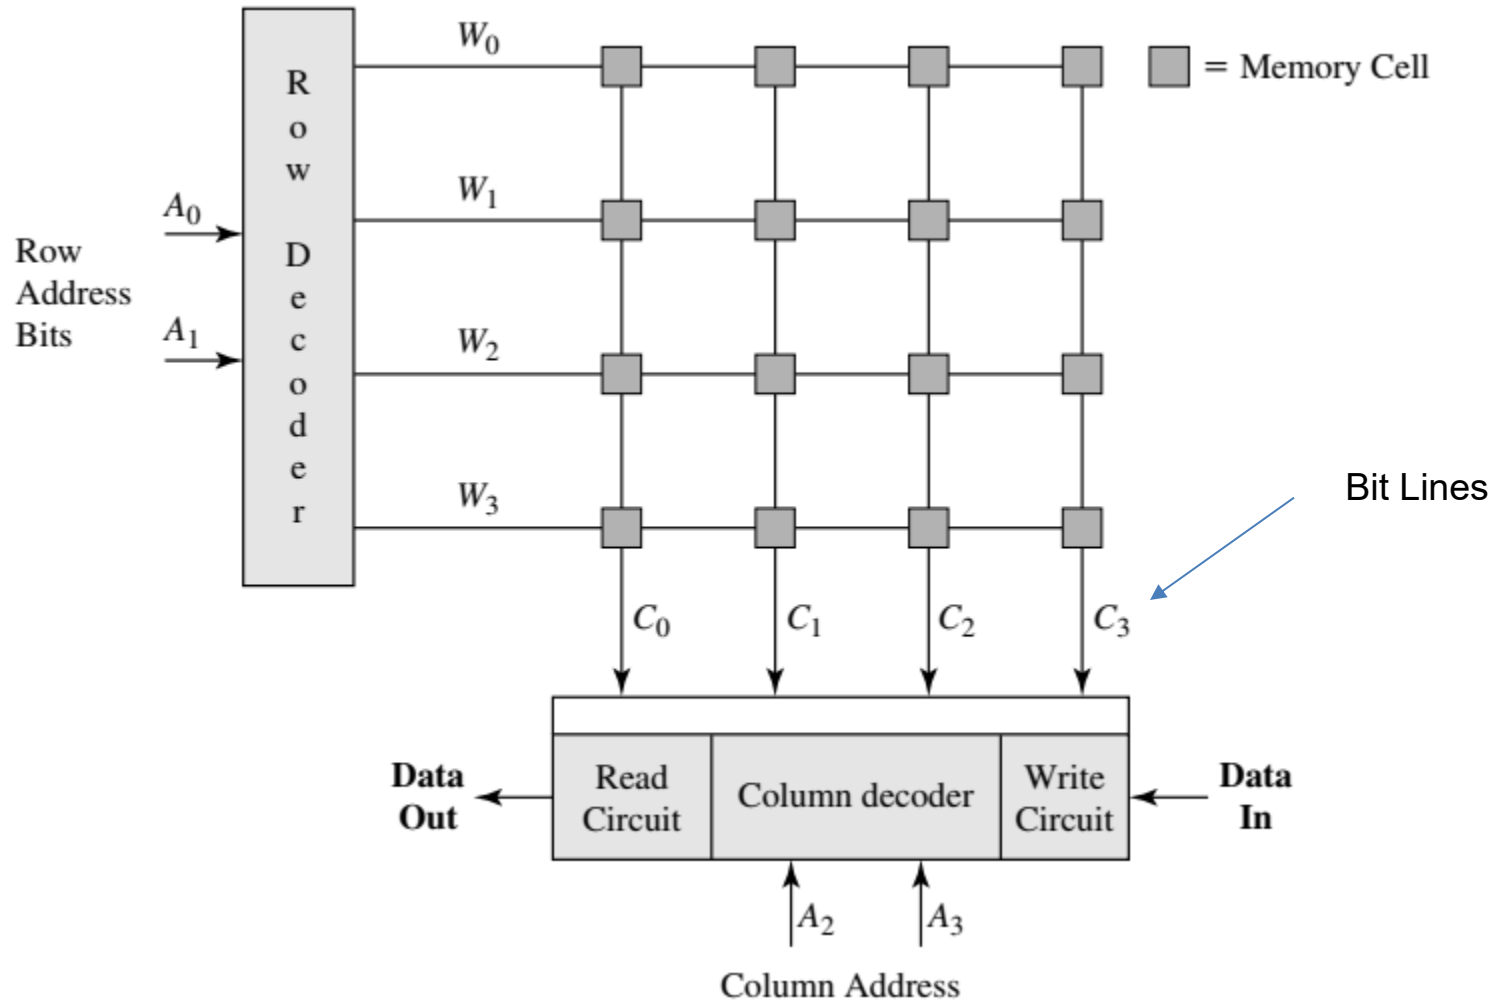 W0
= Memory Cell
R
o
w
D
e
c
o
d
e
r
A0
Row
Address
Bits
A1
W1
W2
W3
Bit Lines
C0
C1
C2
C3
Data
Out
Read
Circuit
Column decoder
Write
Circuit
Data
In
A2
A3
Column Address